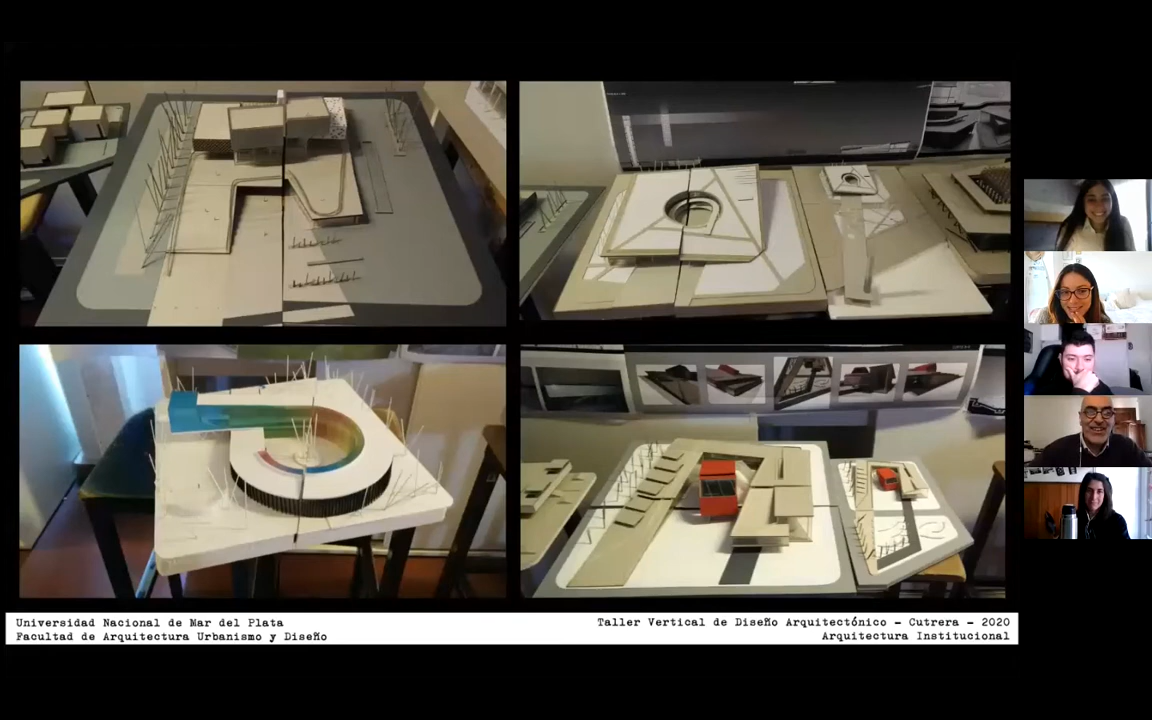 Universidad Nacional de Mar del Plata
Facultad de Arquitectura Urbanismo y Diseño
Taller Vertical de Diseño Arquitectónico - Cutrera - 2020
Arquitectura Institucional